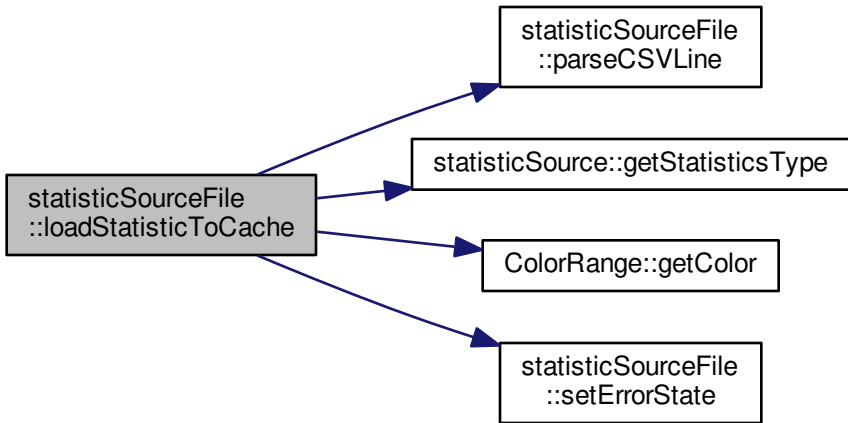 statisticSourceFile
::loadStatisticToCache
statisticSourceFile
::parseCSVLine
statisticSource::getStatisticsType
ColorRange::getColor
statisticSourceFile
::setErrorState